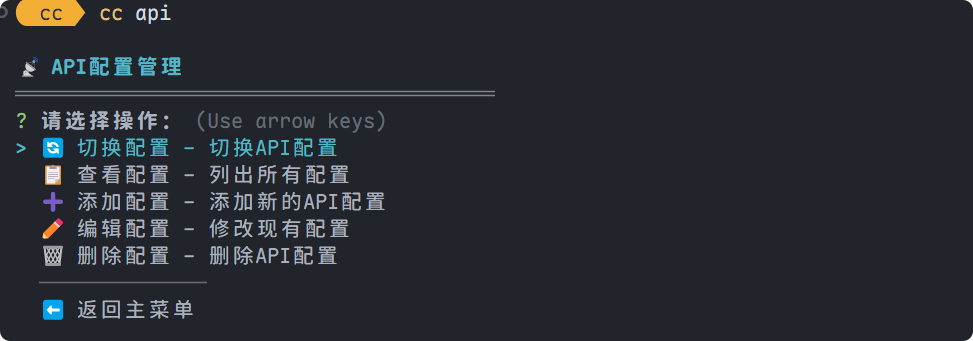 cc cc api
API配置管理
? 请选择操作: (Use arrow keys)
> 切换配置 - 切换API配置
查看配置 - 列出所有配置
添加配置 - 添加新的API配置
编辑配置 - 修改现有配置
删除配置 - 删除API配置
返回主菜单